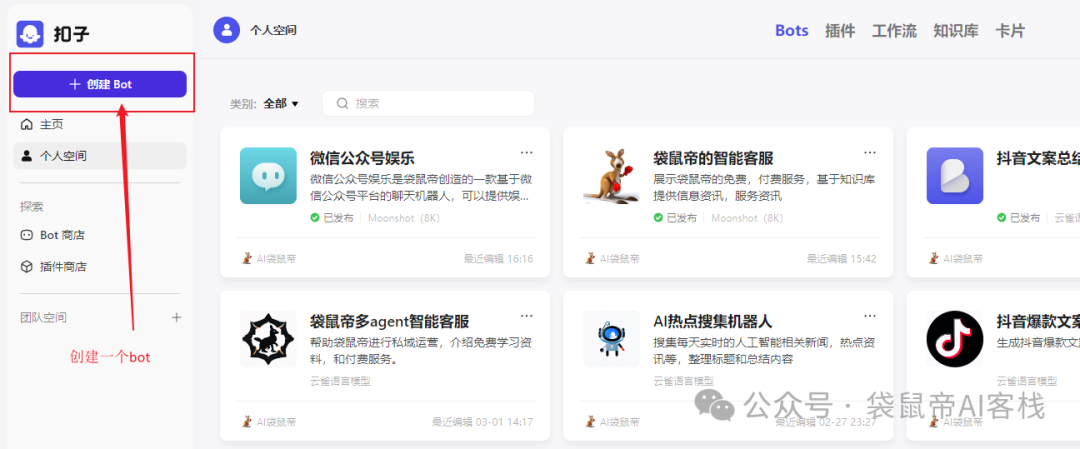 扣子
个人空间
Bots 插件 工作流 知识库 卡片
+ 创建 Bot
主页
个人空间
探索
Bot 商店
插件商店
团队空间 +
创建一个bot
类别: 全部 ▼
搜索
微信公众号娱乐 ...
微信公众号娱乐是袋鼠帝创造的一款基于微
信公众号平台的聊天机器人，可以提供娱...
已发布 | Moonshot（8K）
AI袋鼠帝 最近编辑 16:16
袋鼠帝的智能客服 ...
展示袋鼠帝的免费，付费服务，基于知识库
提供信息资讯，服务资讯
已发布 | Moonshot（8K）
AI袋鼠帝 最近编辑 15:42
抖音文案总结
已发布 | 云雀语
AI袋鼠帝
袋鼠帝多agent智能客服 ...
帮助袋鼠帝进行私域运营，介绍免费学习资
料，和付费服务。
云雀语言模型
AI袋鼠帝 最近编辑 03-01 14:17
AI热点搜集机器人 ...
搜集每天实时的人工智能相关新闻，热点资
讯等，整理标题和总结内容
云雀语言模型
AI袋鼠帝 最近编辑 02-27 23:27
抖音爆款文案
生成抖音爆款文
云雀语言模型
AI袋鼠帝
公众号 · 袋鼠帝AI客栈